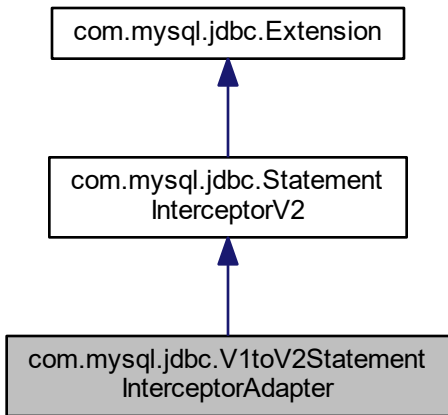 com.mysql.jdbc.Extension
com.mysql.jdbc.Statement
InterceptorV2
com.mysql.jdbc.V1toV2Statement
InterceptorAdapter